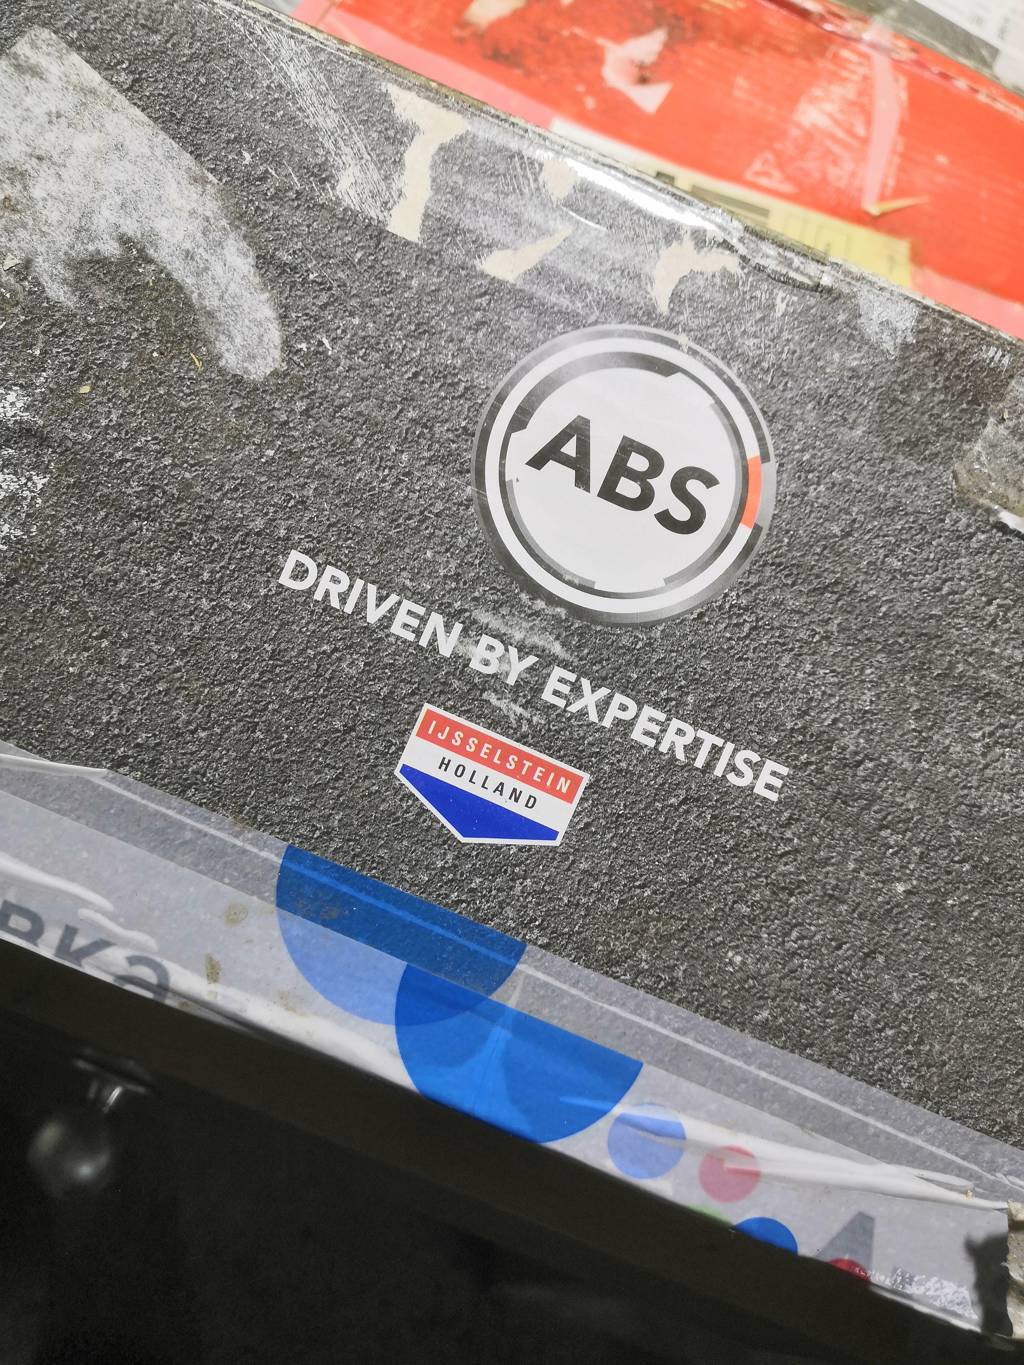 ABS
DRIVEN BY EXPERTISE
IJSSELSTEIN
HOLLAND